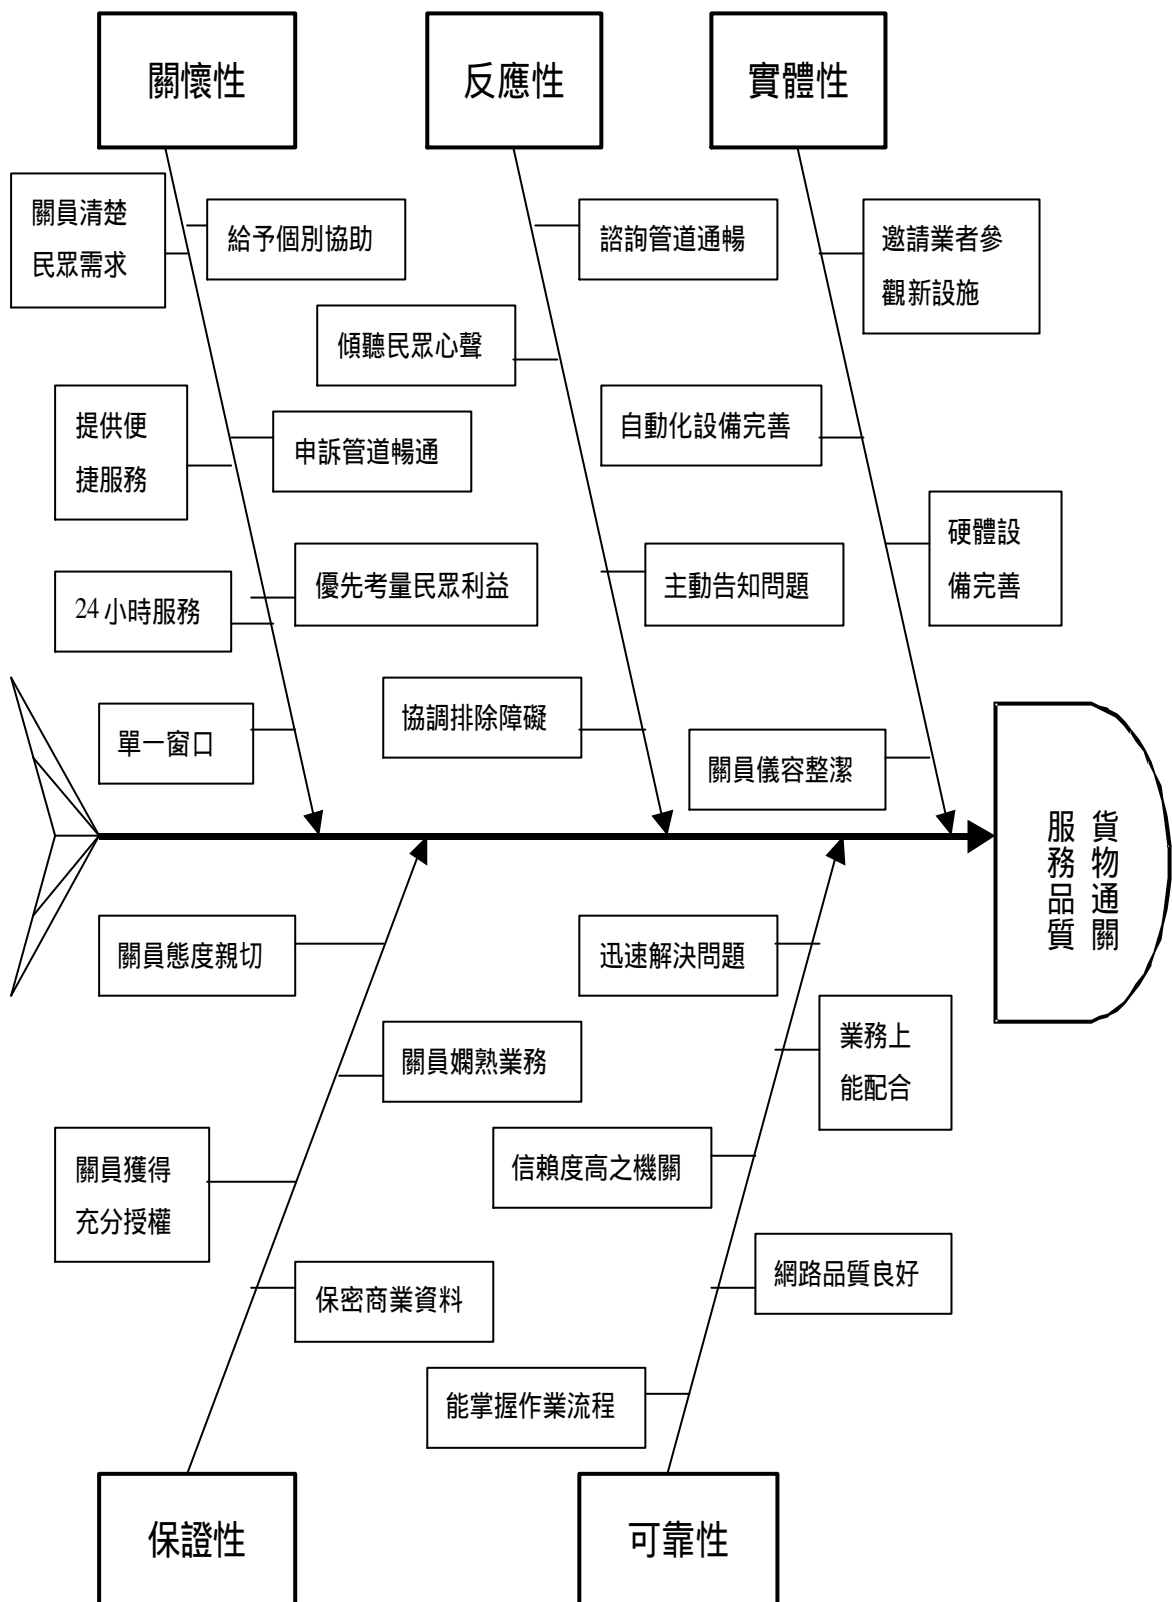 關懷性
反應性
實體性
關員清楚
民眾需求
給予個別協助
諮詢管道通暢
邀請業者參
觀新設施
傾聽民眾心聲
提供便
捷服務
申訴管道暢通
自動化設備完善
硬體設
備完善
24小時服務
優先考量民眾利益
主動告知問題
單一窗口
協調排除障礙
關員儀容整潔
貨物通關
服務品質
關員態度親切
迅速解決問題
關員嫻熟業務
業務上
能配合
關員獲得
充分授權
信賴度高之機關
保密商業資料
網路品質良好
能掌握作業流程
保證性
可靠性